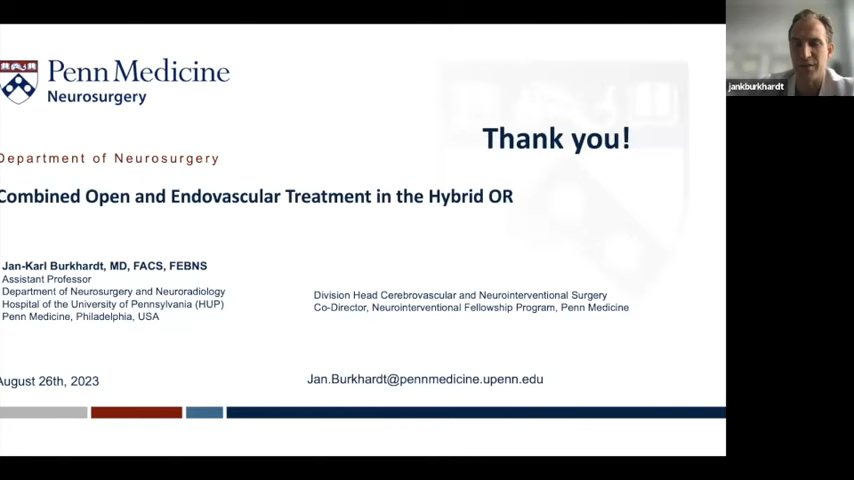 Penn Medicine
Neurosurgery
Thank you!
Department of Neurosurgery
Combined Open and Endovascular Treatment in the Hybrid OR
Jan-Karl Burkhardt, MD, FACS, FEBNS
Assistant Professor
Department of Neurosurgery and Neuroradiology
Hospital of the University of Pennsylvania (HUP)
Penn Medicine, Philadelphia, USA
Division Head Cerebrovascular and Neurointerventional Surgery
Co-Director, Neurointerventional Fellowship Program, Penn Medicine
August 26th, 2023
Jan.Burkhardt@pennmedicine.upenn.edu
jankburkhardt